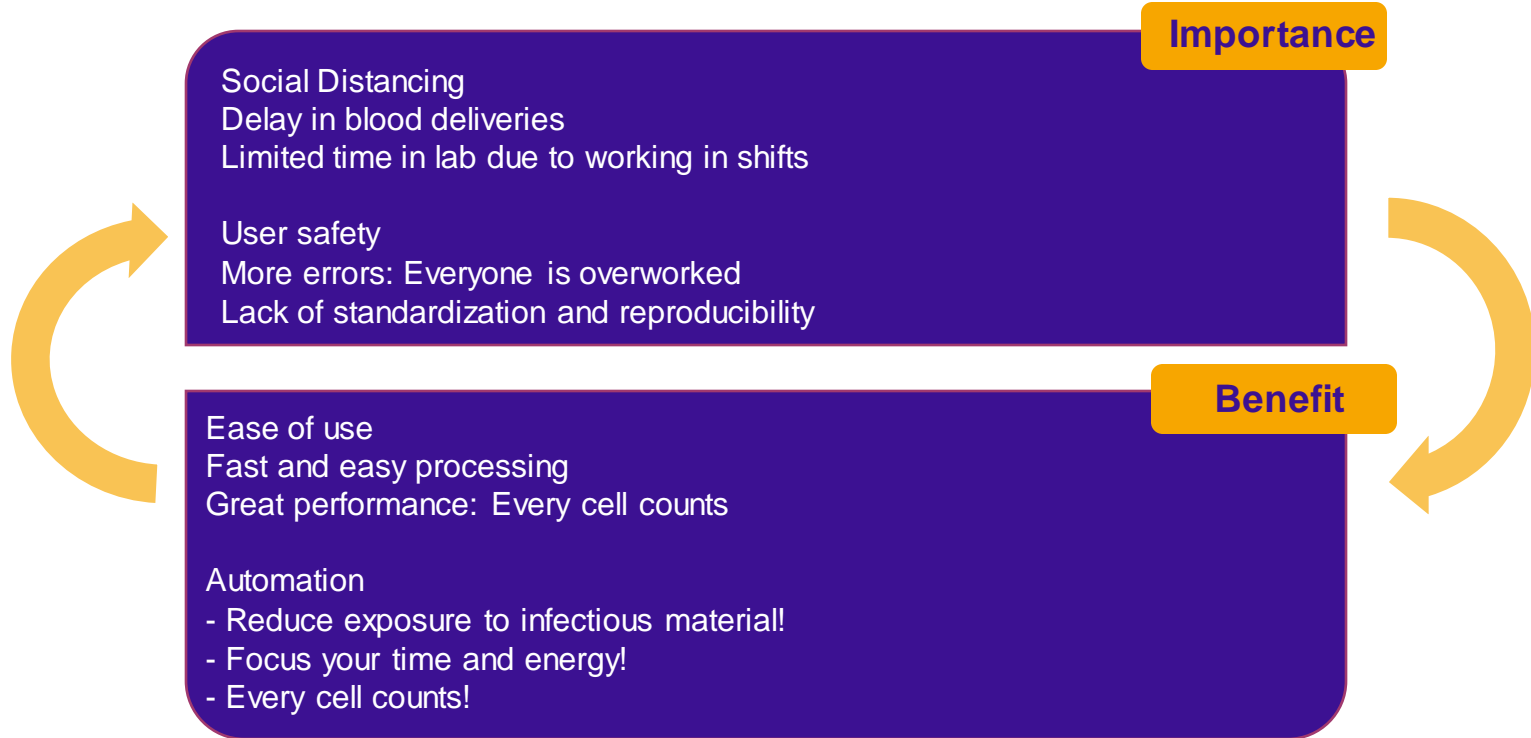 Importance
Social Distancing
Delay in blood deliveries
Limited time in lab due to working in shifts
User safety
More errors: Everyone is overworked
Lack of standardization and reproducibility
Benefit
Ease of use
Fast and easy processing
Great performance: Every cell counts
Automation
- Reduce exposure to infectious material!
- Focus your time and energy!
- Every cell counts!